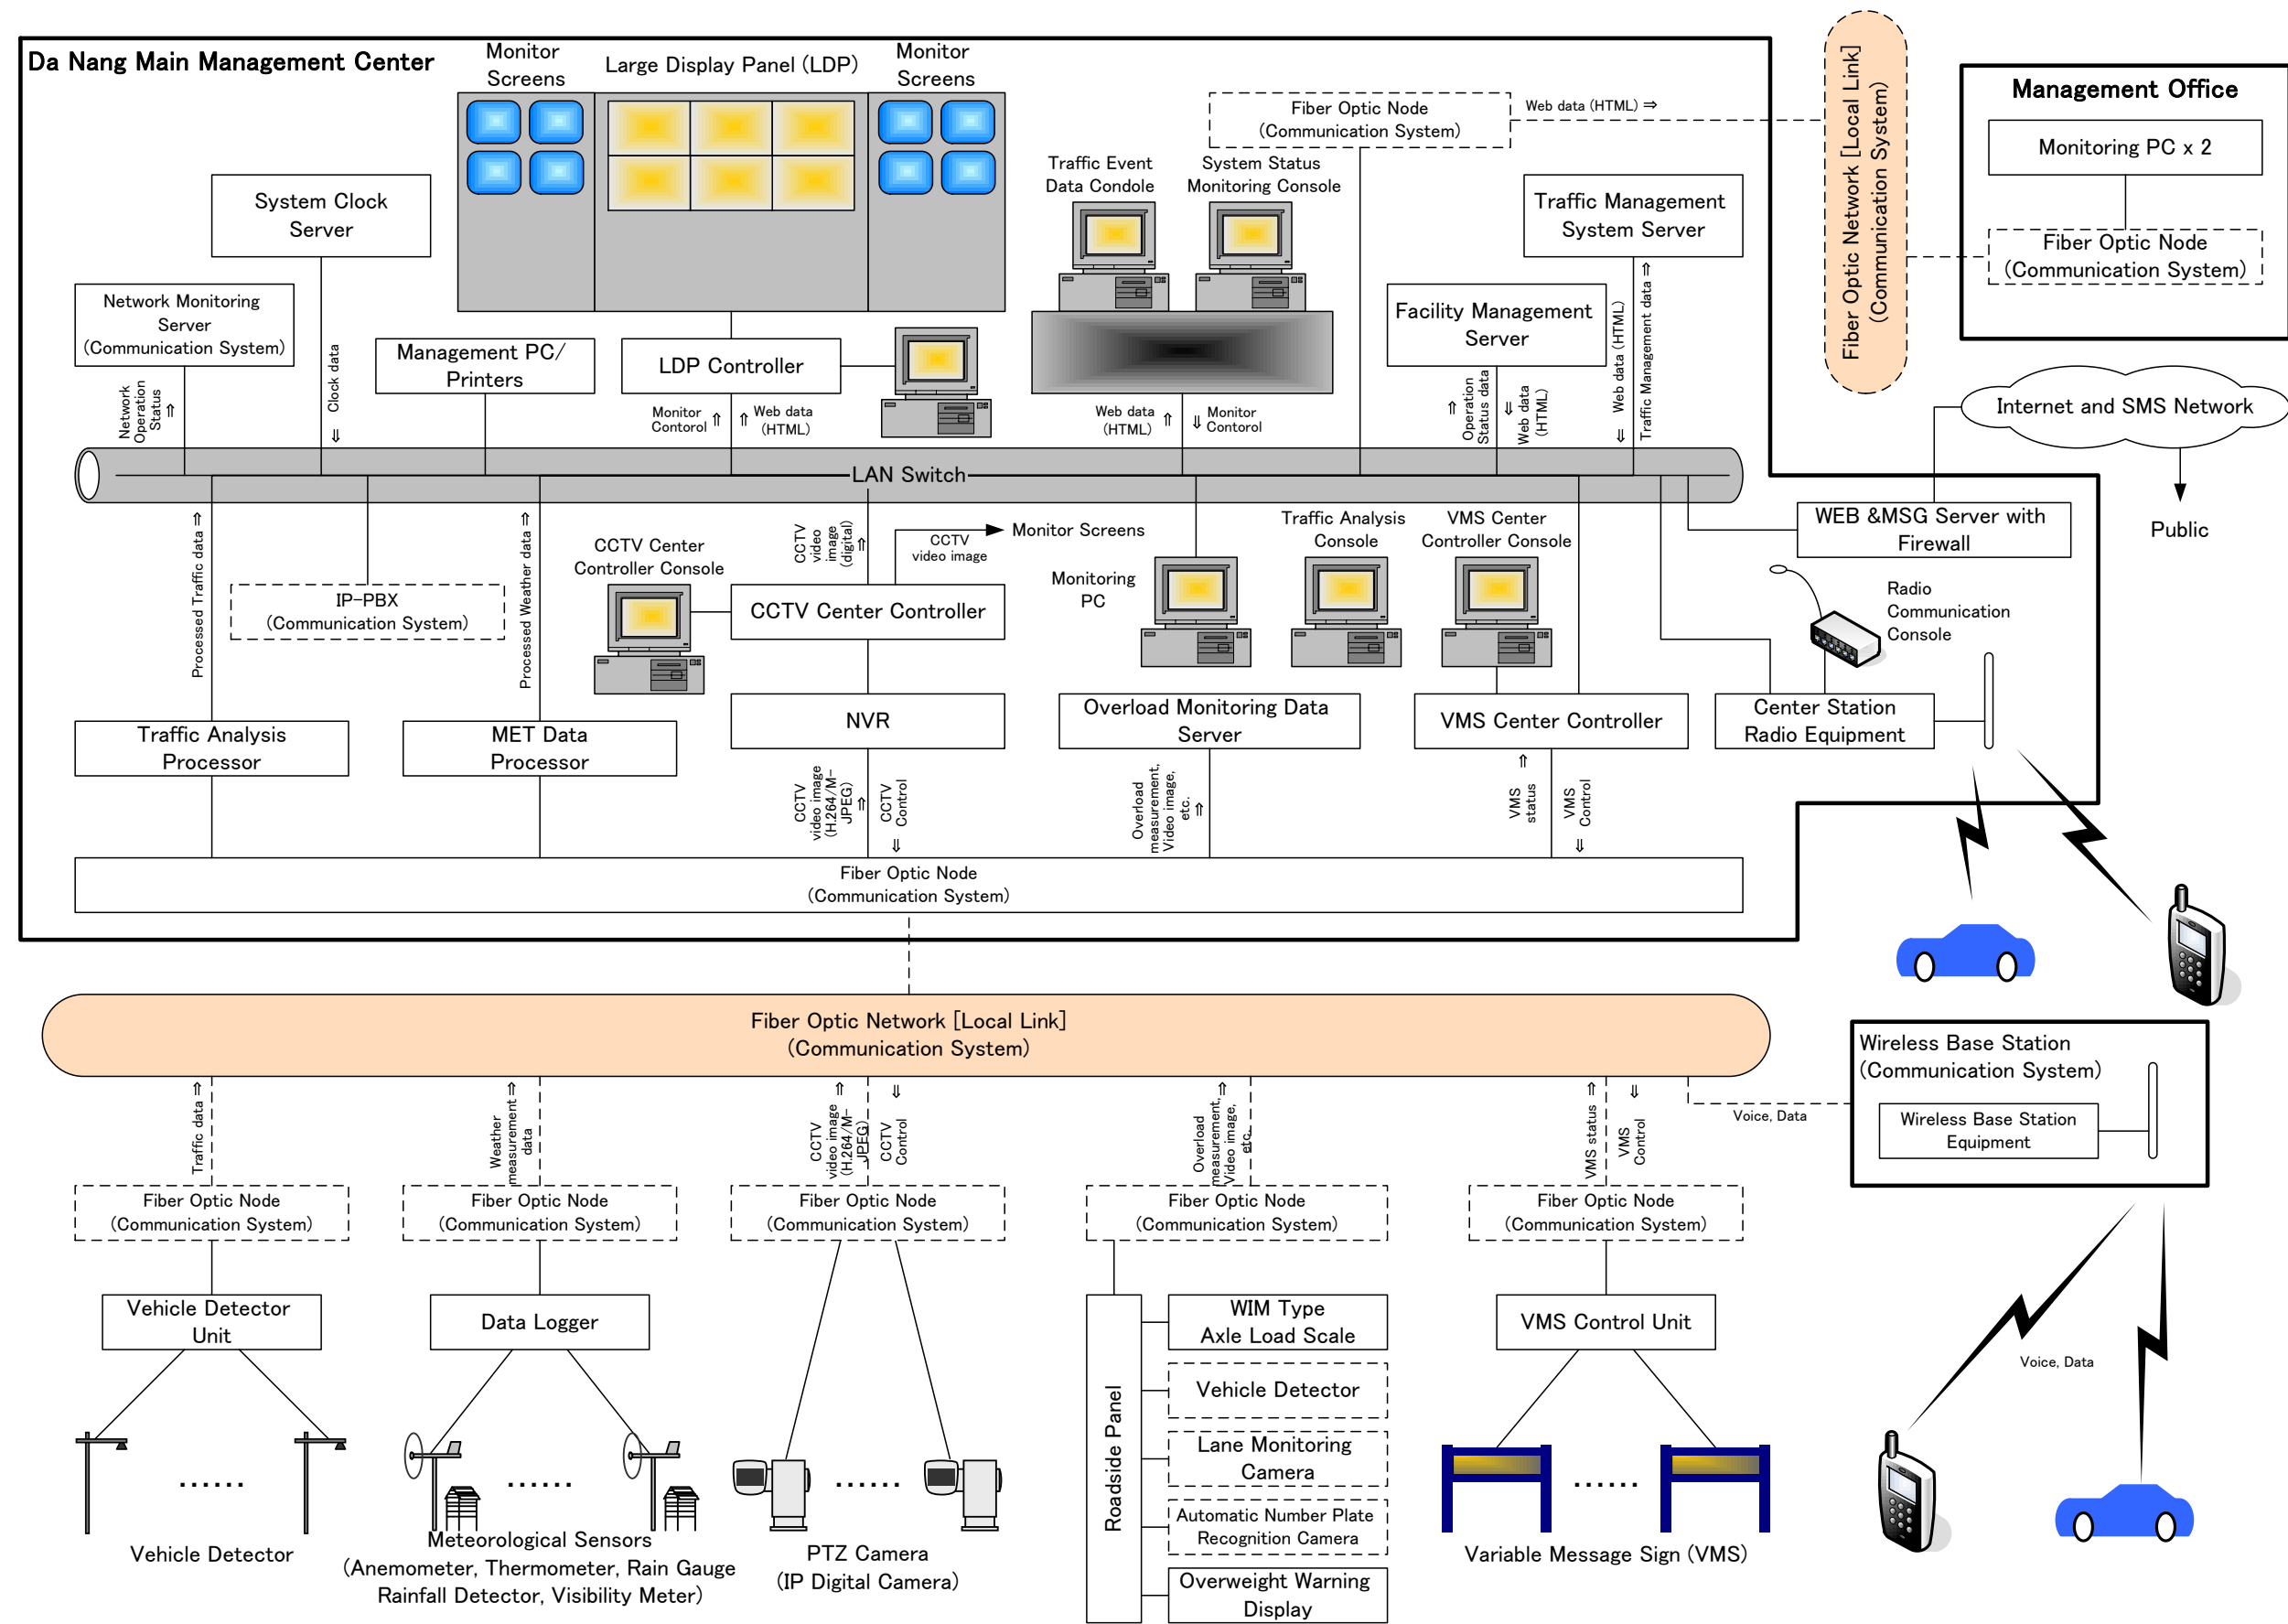 Da Nang Main Management Center
Monitor
Screens
Large Display Panel (LDP)
Monitor
Screens
Fiber Optic Node
(Communication System)
Web data (HTML) ⇒
Fiber Optic Network [Local Link]
(Communication System)
Management Office
Monitoring PC x 2
Fiber Optic Node
(Communication System)
System Clock
Server
Traffic Event
Data Condole
System Status
Monitoring Console
Traffic Management
System Server
Network Monitoring
Server
(Communication System)
Management PC/
Printers
LDP Controller
Facility Management
Server
Network
Operation
Status ⇒
Clock data
⇐
Monitor
Contorol ⇑
⇑ Web data
(HTML)
Web data
(HTML) ⇑
⇓ Monitor
Contorol
Operation
Status data
⇒
Web data
(HTML)
⇐
⇐ Web data (HTML)
Traffic Management data ⇒
Internet and SMS Network
Public
LAN Switch
WEB &MSG Server with
Firewall
Processed Traffic data ⇒
IP-PBX
(Communication System)
Processed Weather data ⇒
CCTV Center
Controller Console
CCTV
video
image
(digital)
⇒
CCTV
video image
Monitor Screens
CCTV Center Controller
Monitoring
PC
Traffic Analysis
Console
VMS Center
Controller Console
Radio
Communication
Console
Traffic Analysis
Processor
MET Data
Processor
NVR
Overload Monitoring Data
Server
VMS Center Controller
Center Station
Radio Equipment
CCTV
video image
(H.264/M-
JPEG) ⇒
CCTV
Control
⇐
Overload
measurement,
Video image,
etc. ⇒
VMS
status
⇒
VMS
Control
⇐
Fiber Optic Node
(Communication System)
Fiber Optic Network [Local Link]
(Communication System)
Wireless Base Station
(Communication System)
Wireless Base Station
Equipment
Voice, Data
Traffic data ⇒
Weather
measurement ⇒
data
CCTV
video image ⇒
(H.264/M-
JPEG)
CCTV
Control
⇐
Overload
measurement, ⇒
Video image,
etc.
VMS status ⇒
VMS
Control
⇐
Fiber Optic Node
(Communication System)
Fiber Optic Node
(Communication System)
Fiber Optic Node
(Communication System)
Fiber Optic Node
(Communication System)
Fiber Optic Node
(Communication System)
Vehicle Detector
Unit
Data Logger
Roadside Panel
WIM Type
Axle Load Scale
Vehicle Detector
Lane Monitoring
Camera
Automatic Number Plate
Recognition Camera
Overweight Warning
Display
VMS Control Unit
Voice, Data
Vehicle Detector
Meteorological Sensors
(Anemometer, Thermometer, Rain Gauge
Rainfall Detector, Visibility Meter)
PTZ Camera
(IP Digital Camera)
Variable Message Sign (VMS)